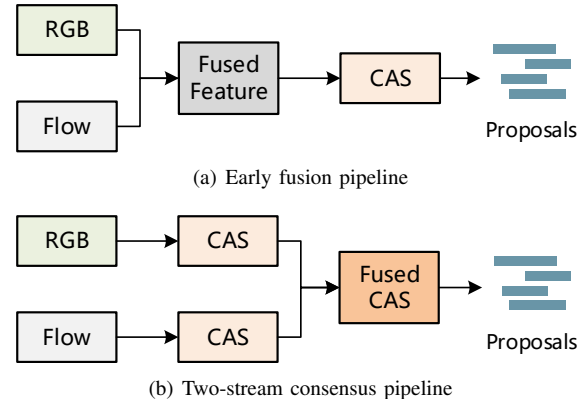 RGB
Fused
Feature
CAS
Flow
Proposals
(a) Early fusion pipeline
RGB
CAS
Fused
CAS
Flow
CAS
Proposals
(b) Two-stream consensus pipeline